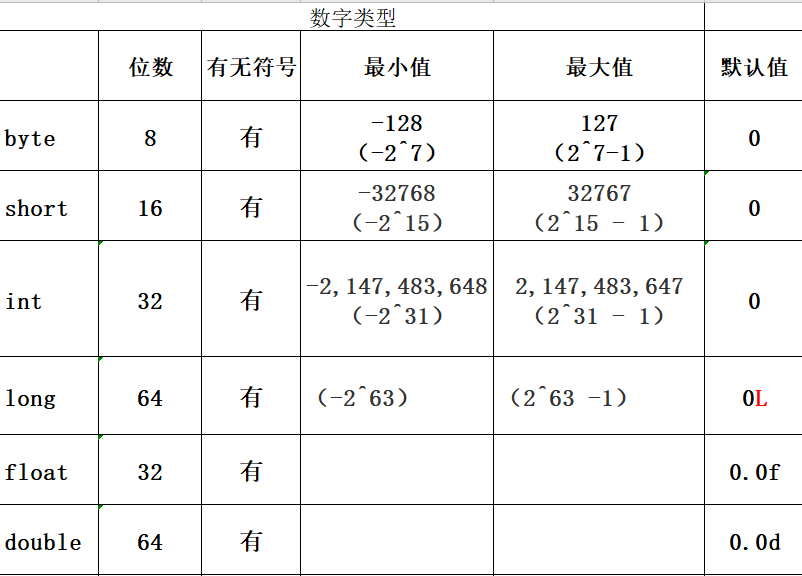 数字类型
位数 有无符号 最小值 最大值 默认值
byte 8 有 -128 127 0
(-2^7) (2^7-1)
short 16 有 -32768 32767 0
(-2^15) (2^15 - 1)
int 32 有 -2,147,483,648 2,147,483,647 0
(-2^31) (2^31 - 1)
long 64 有 (-2^63) (2^63 -1) 0L
float 32 有 0.0f
double 64 有 0.0d